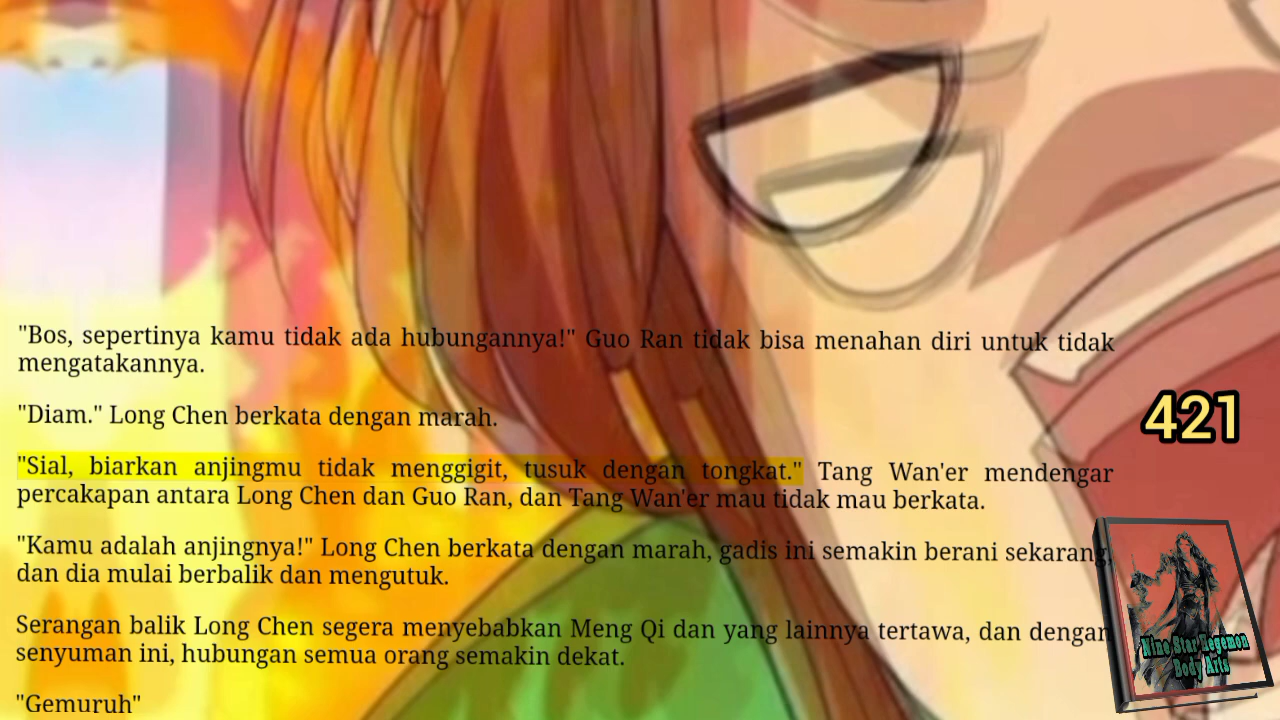 "Bos, sepertinya kamu tidak ada hubungannya!" Guo Ran tidak bisa menahan diri untuk tidak
mengatakannya.
"Diam." Long Chen berkata dengan marah.
"Sial, biarkan anjingmu tidak menggigit, tusuk dengan tongkat." Tang Wan'er mendengar
percakapan antara Long Chen dan Guo Ran, dan Tang Wan'er mau tidak mau berkata.
"Kamu adalah anjingnya!" Long Chen berkata dengan marah, gadis ini semakin berani sekarang,
dan dia mulai berbalik dan mengutuk.
Serangan balik Long Chen segera menyebabkan Meng Qi dan yang lainnya tertawa, dan dengan
senyuman ini, hubungan semua orang semakin dekat.
"Gemuruh"
421
Nine Star Hegemon
Body Arts